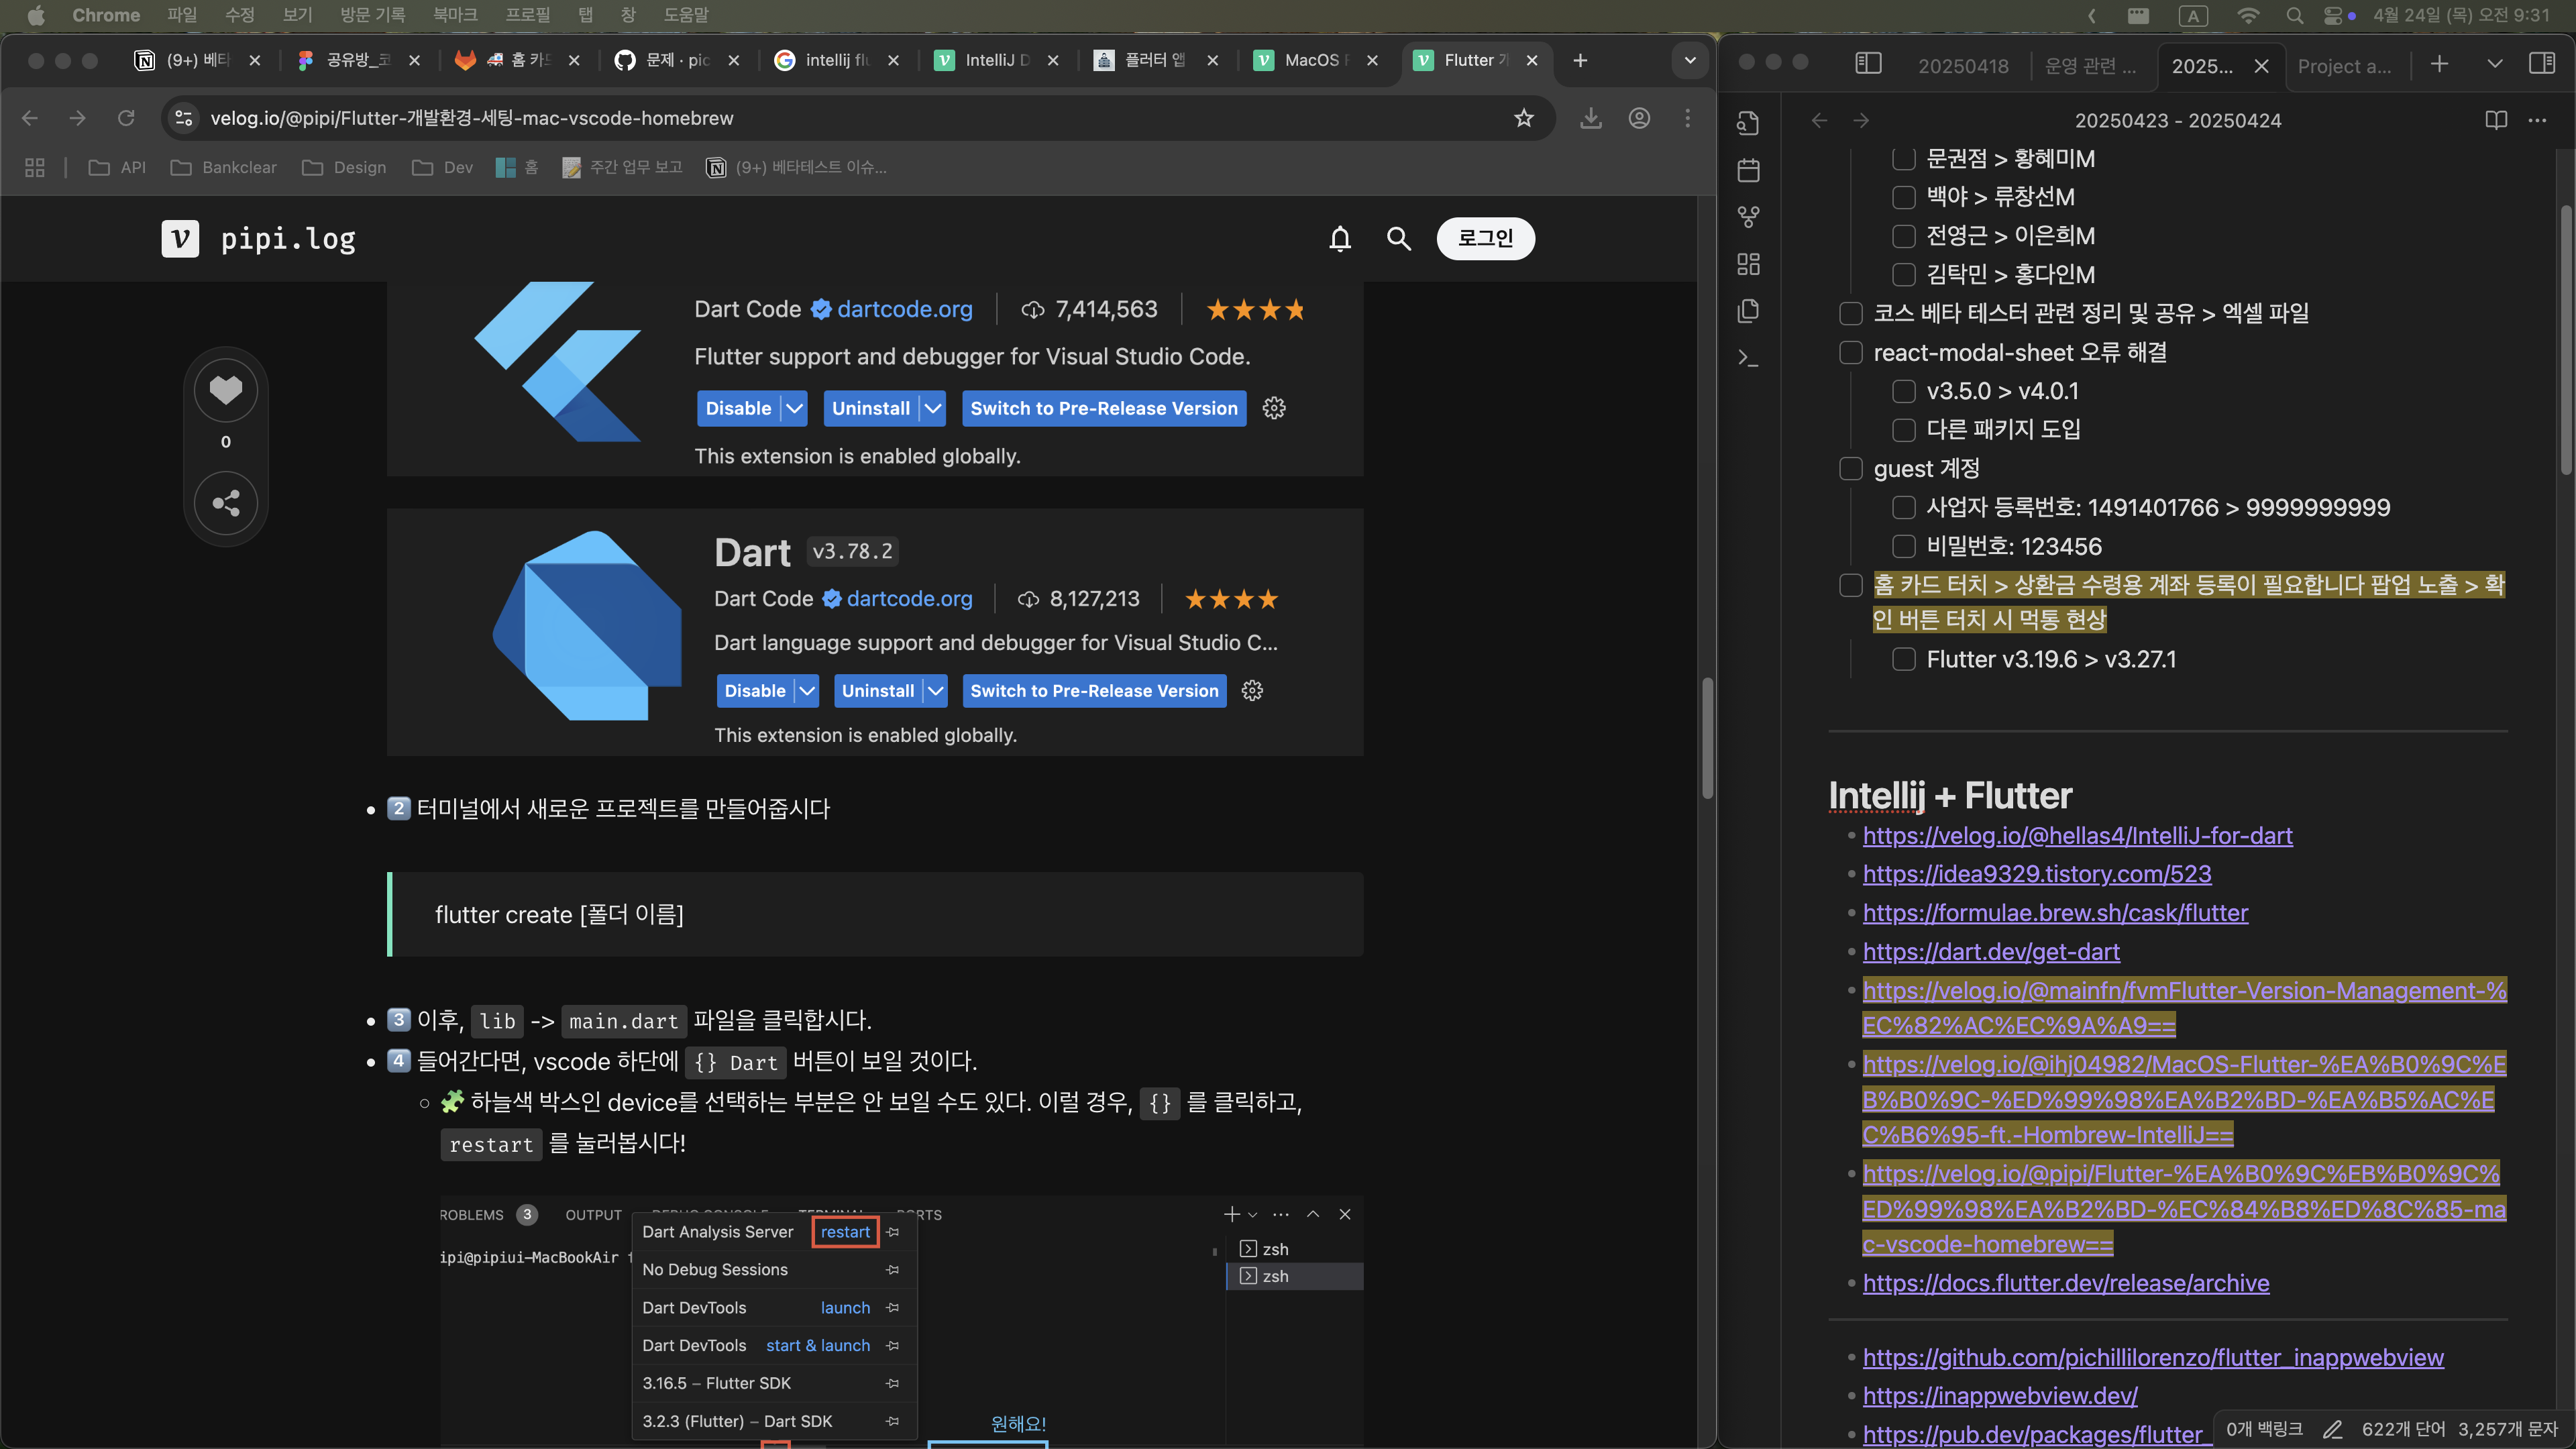 Chrome 파일 수정 보기 방문 기록 북마크 프로필 탭 창 도움말
A 4월 24일 (목) 오전 9:31
(9+) 베타
공유방_코
홈 카드
문제 · pic
intellij flu
IntelliJ D
플러터 앱
MacOS F
Flutter 개
velog.io/@pipi/Flutter-개발환경-세팅-mac-vscode-homebrew
API Bankclear Design Dev 홈 주간 업무 보고 (9+) 베타테스트 이슈...
pipi.log
로그인
0
Dart Code dartcode.org 7,414,563
Flutter support and debugger for Visual Studio Code.
Disable Uninstall Switch to Pre-Release Version
This extension is enabled globally.
Dart v3.78.2
Dart Code dartcode.org 8,127,213
Dart language support and debugger for Visual Studio C...
Disable Uninstall Switch to Pre-Release Version
This extension is enabled globally.
2 터미널에서 새로운 프로젝트를 만들어줍시다
flutter create [폴더 이름]
3 이후, lib -> main.dart 파일을 클릭합시다.
4 들어간다면, vscode 하단에 {} Dart 버튼이 보일 것이다.
🧩 하늘색 박스인 device를 선택하는 부분은 안 보일 수도 있다. 이럴 경우, {} 를 클릭하고,
restart 를 눌러봅시다!
ROBLEMS 3 OUTPUT
ipi@pipiui-MacBookAir
Dart Analysis Server restart
No Debug Sessions
Dart DevTools launch
Dart DevTools start & launch
3.16.5 – Flutter SDK
3.2.3 (Flutter) – Dart SDK
zsh
zsh
원해요!
20250418 운영 관련 ... 2025... Project a...
20250423 - 20250424
문권점 > 황혜미M
백야 > 류창선M
전영근 > 이은희M
김탁민 > 홍다인M
코스 베타 테스터 관련 정리 및 공유 > 엑셀 파일
react-modal-sheet 오류 해결
v3.5.0 > v4.0.1
다른 패키지 도입
guest 계정
사업자 등록번호: 1491401766 > 9999999999
비밀번호: 123456
홈 카드 터치 > 상환금 수령용 계좌 등록이 필요합니다 팝업 노출 > 확
인 버튼 터치 시 먹통 현상
Flutter v3.19.6 > v3.27.1
Intellij + Flutter
https://velog.io/@hellas4/IntelliJ-for-dart
https://idea9329.tistory.com/523
https://formulae.brew.sh/cask/flutter
https://dart.dev/get-dart
https://velog.io/@mainfn/fvmFlutter-Version-Management-%
EC%82%AC%EC%9A%A9==
https://velog.io/@ihj04982/MacOS-Flutter-%EA%B0%9C%E
B%B0%9C-%ED%99%98%EA%B2%BD-%EA%B5%AC%E
C%B6%95-ft.-Hombrew-IntelliJ==
https://velog.io/@pipi/Flutter-%EA%B0%9C%EB%B0%9C%
ED%99%98%EA%B2%BD-%EC%84%B8%ED%8C%85-ma
c-vscode-homebrew==
https://docs.flutter.dev/release/archive
https://github.com/pichillilorenzo/flutter_inappwebview
https://inappwebview.dev/
https://pub.dev/packages/flutter_
0개 백링크 622개 단어 3,257개 문자